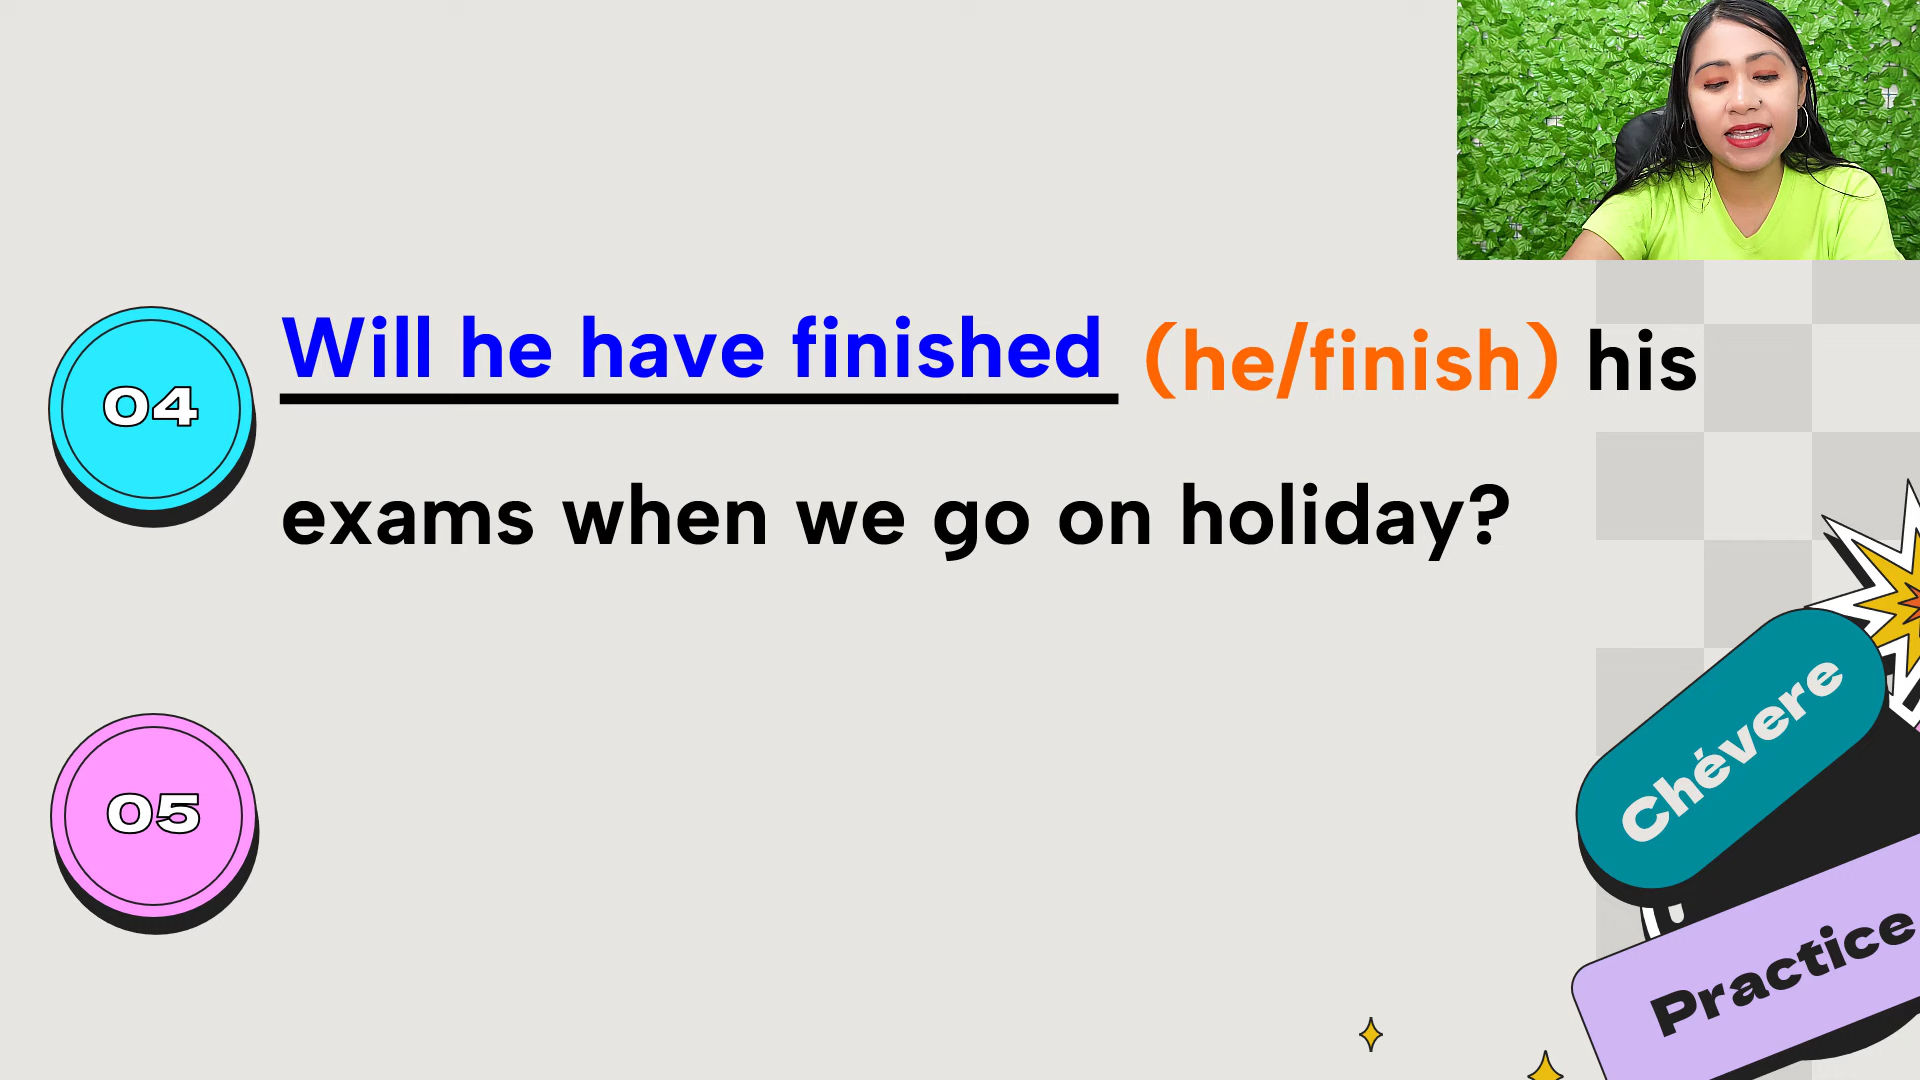 04
Will he have finished (he/finish) his
exams when we go on holiday?
05
Chévere
Practice